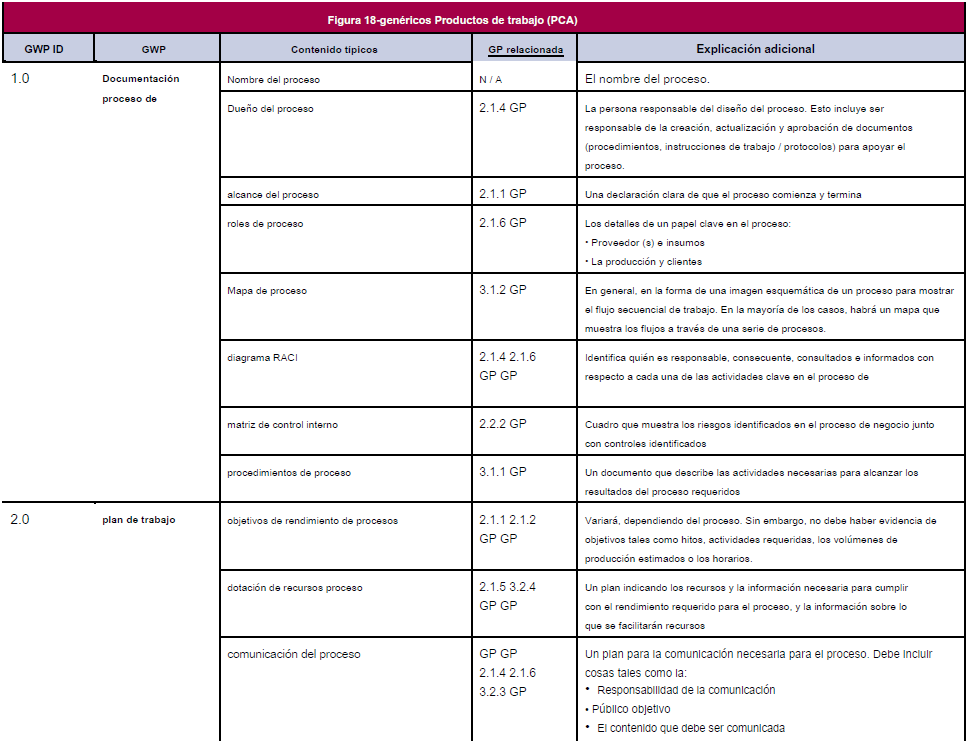 Figura 18-genéricos Productos de trabajo (PCA)
GWP ID GWP Contenido típicos GP relacionada Explicación adicional
1.0 Documentación proceso de
Nombre del proceso N / A El nombre del proceso.
Dueño del proceso 2.1.4 GP La persona responsable del diseño del proceso. Esto incluye ser
responsable de la creación, actualización y aprobación de documentos
(procedimientos, instrucciones de trabajo / protocolos) para apoyar el
proceso.
alcance del proceso 2.1.1 GP Una declaración clara de que el proceso comienza y termina
roles de proceso 2.1.6 GP Los detalles de un papel clave en el proceso:
• Proveedor (s) e insumos
• La producción y clientes
Mapa de proceso 3.1.2 GP En general, en la forma de una imagen esquemática de un proceso para mostrar
el flujo secuencial de trabajo. En la mayoría de los casos, habrá un mapa que
muestra los flujos a través de una serie de procesos.
diagrama RACI 2.1.4 2.1.6 Identifica quién es responsable, consecuente, consultados e informados con
GP GP respecto a cada una de las actividades clave en el proceso de
matriz de control interno 2.2.2 GP Cuadro que muestra los riesgos identificados en el proceso de negocio junto
con controles identificados
procedimientos de proceso 3.1.1 GP Un documento que describe las actividades necesarias para alcanzar los
resultados del proceso requeridos
2.0 plan de trabajo objetivos de rendimiento de procesos 2.1.1 2.1.2 Variará, dependiendo del proceso. Sin embargo, no debe haber evidencia de
GP GP objetivos tales como hitos, actividades requeridas, los volúmenes de
producción estimados o los horarios.
dotación de recursos proceso 2.1.5 3.2.4 Un plan indicando los recursos y la información necesaria para cumplir
GP GP con el rendimiento requerido para el proceso, y la información sobre lo
que se facilitarán recursos
comunicación del proceso GP GP Un plan para la comunicación necesaria para el proceso. Debe incluir
2.1.4 2.1.6 cosas tales como la:
3.2.3 GP • Responsabilidad de la comunicación
• Público objetivo
• El contenido que debe ser comunicada